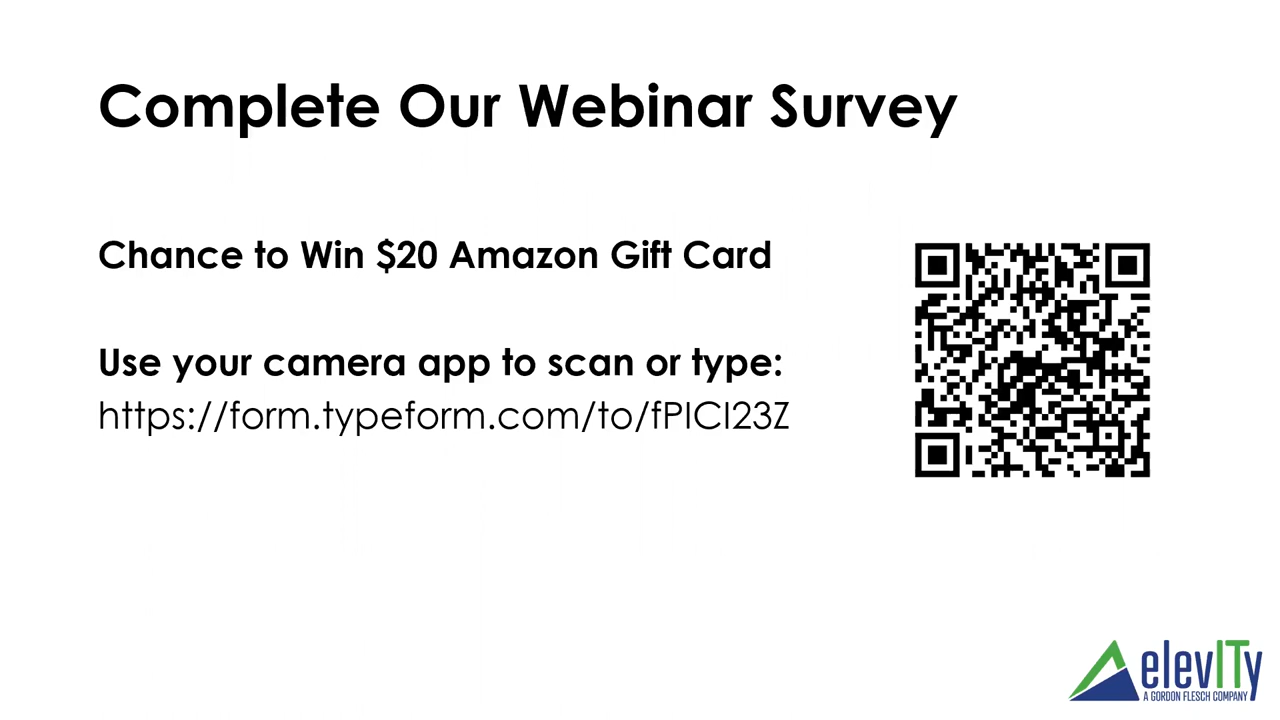 Complete Our Webinar Survey
Chance to Win $20 Amazon Gift Card
Use your camera app to scan or type:
https://form.typeform.com/to/fPICI23Z
elevITy
A GORDON FLESCH COMPANY